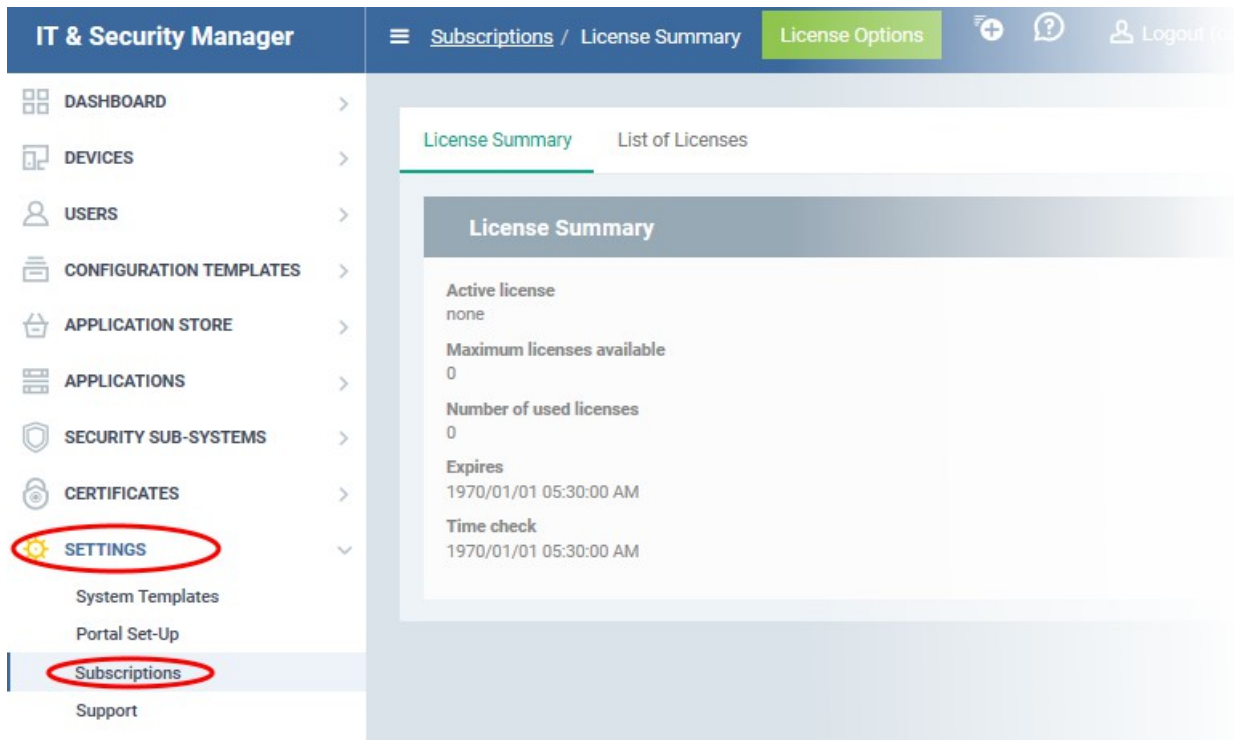 IT & Security Manager
Subscriptions / License Summary
License Options
Logout
DASHBOARD
DEVICES
USERS
CONFIGURATION TEMPLATES
APPLICATION STORE
APPLICATIONS
SECURITY SUB-SYSTEMS
CERTIFICATES
SETTINGS
System Templates
Portal Set-Up
Subscriptions
Support
License Summary
List of Licenses
License Summary
Active license
none
Maximum licenses available
0
Number of used licenses
0
Expires
1970/01/01 05:30:00 AM
Time check
1970/01/01 05:30:00 AM